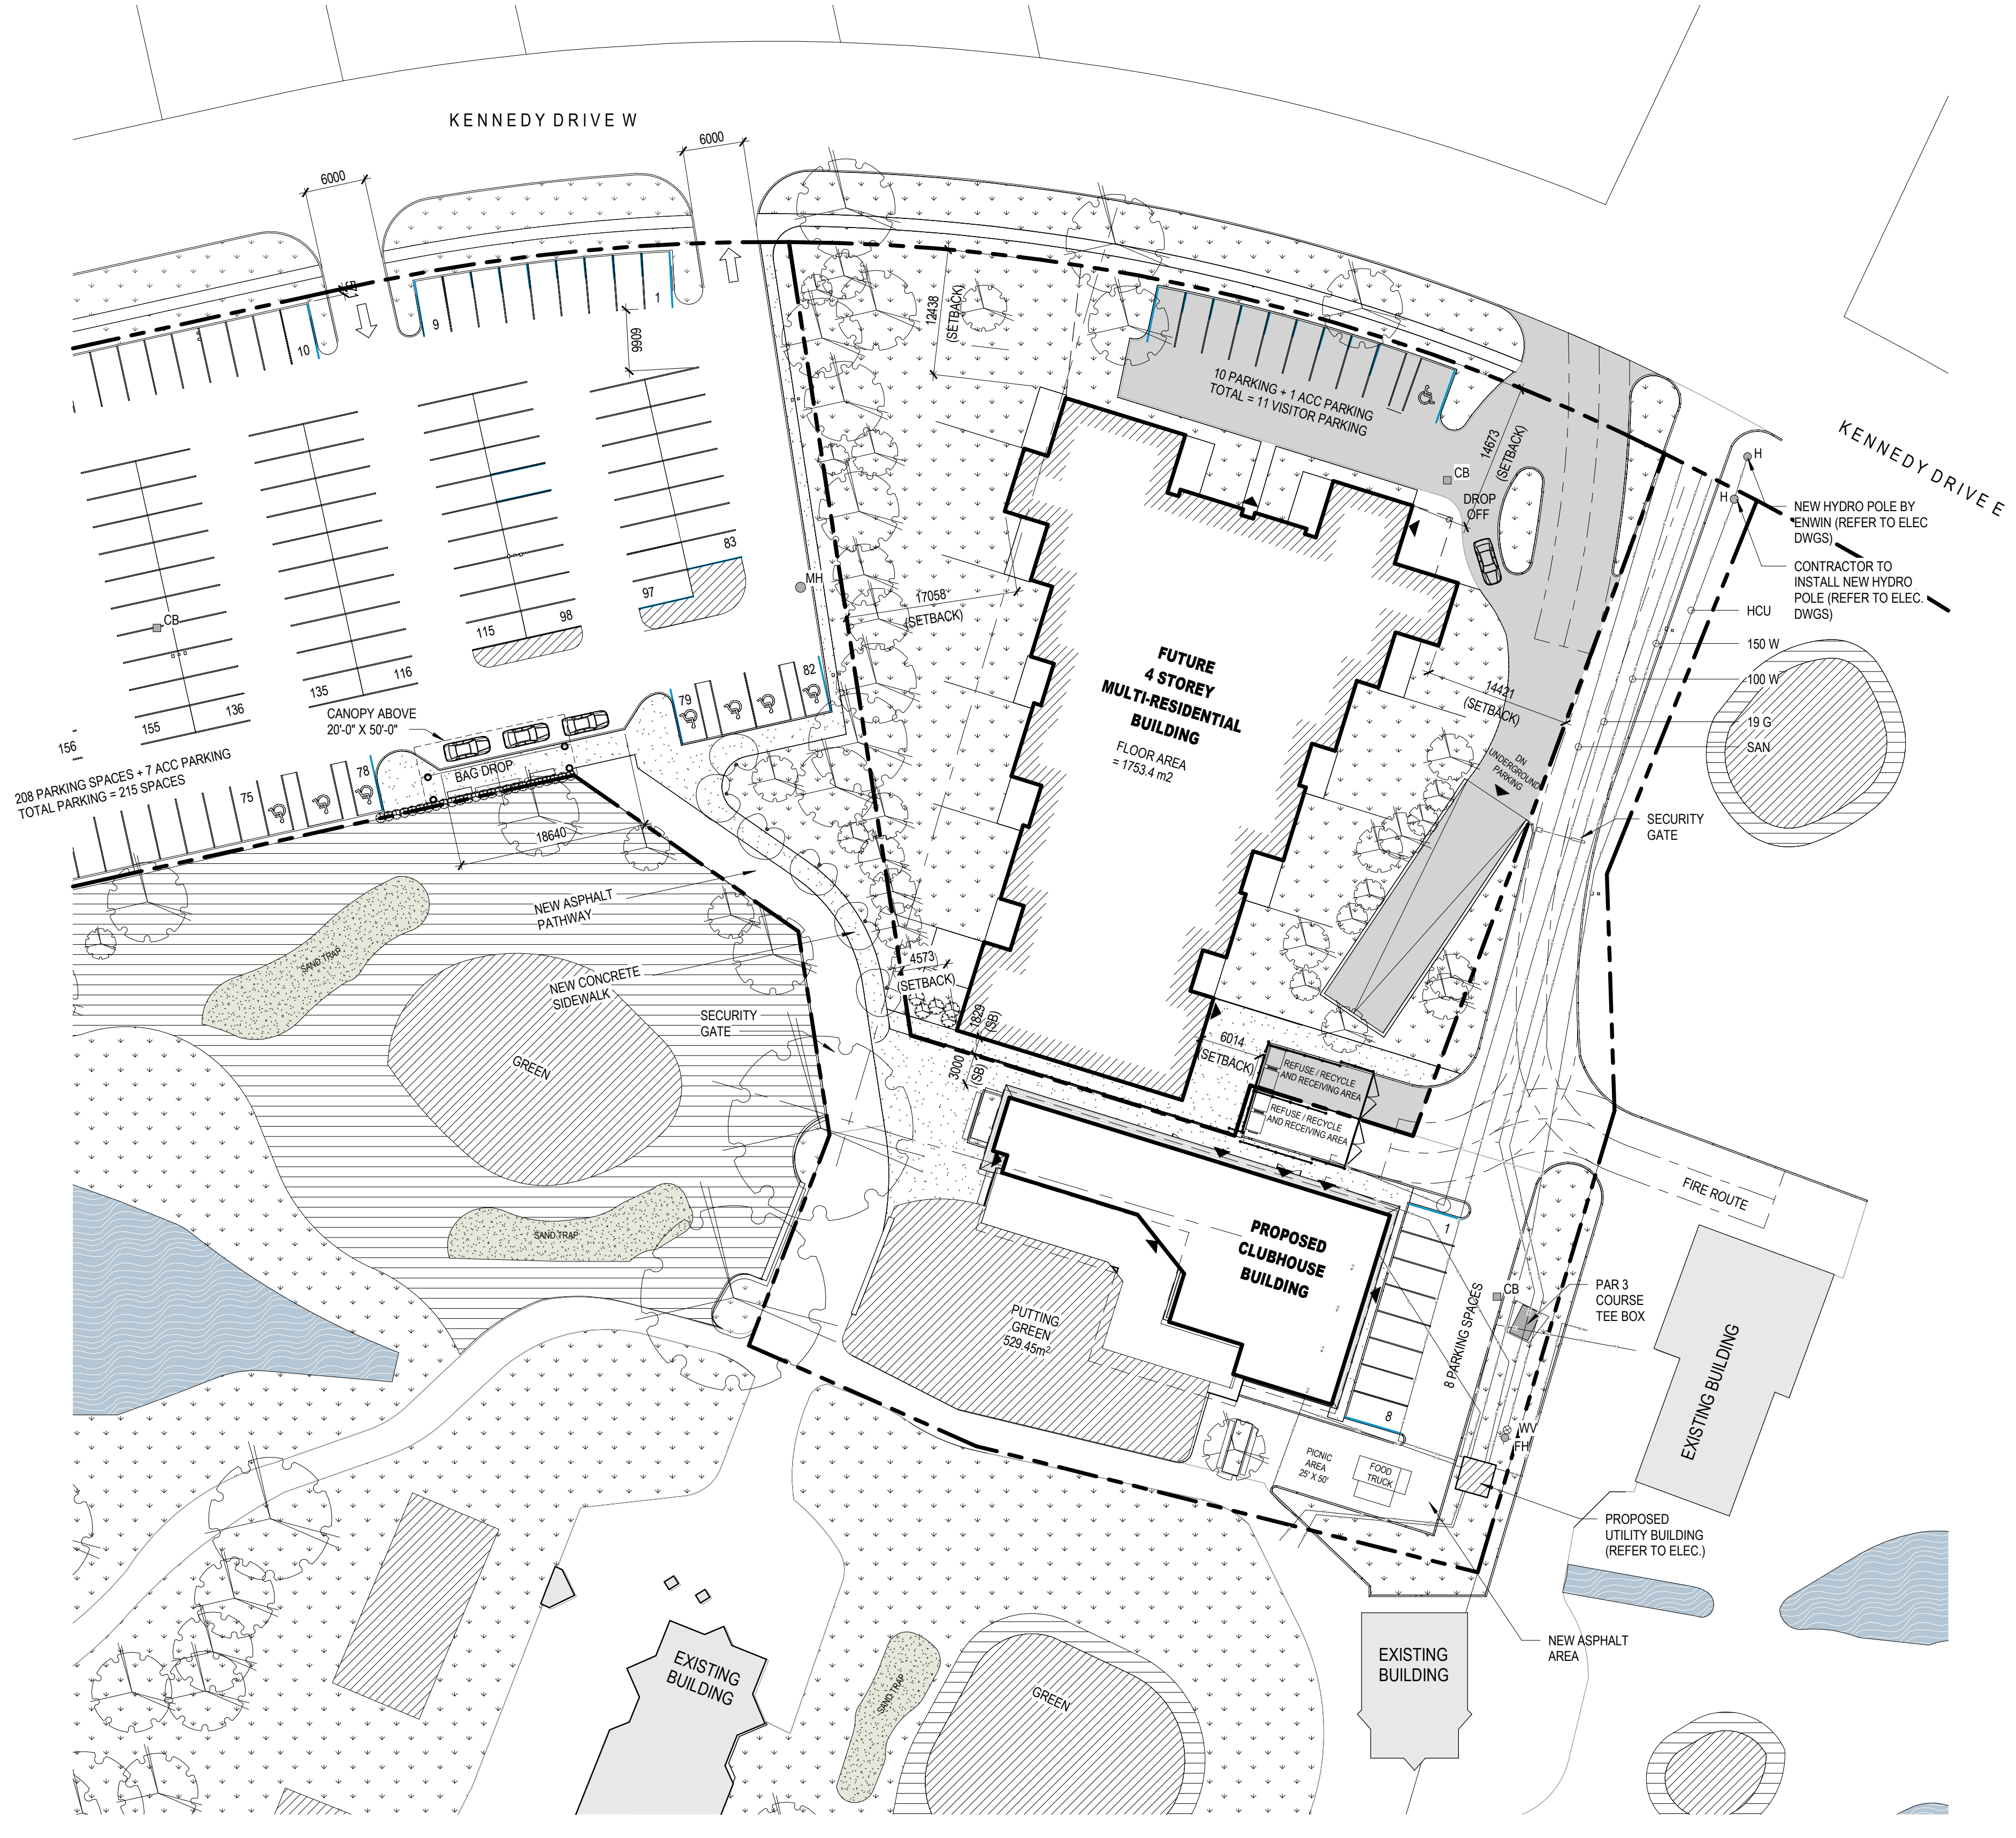 KENNEDY DRIVE W
6000
6000
KENNEDY DRIVE E
9
1
10
6066
12438
(SETBACK)
10 PARKING + 1 ACC PARKING
TOTAL = 11 VISITOR PARKING
14673
(SETBACK)
CB
DROP
OFF
H
H
NEW HYDRO POLE BY
ENWIN (REFER TO ELEC
DWGS)
CONTRACTOR TO
INSTALL NEW HYDRO
POLE (REFER TO ELEC.
DWGS)
HCU
150 W
100 W
19 G
SAN
SECURITY
GATE
83
97
MH
17058
(SETBACK)
CB
115
98
135
116
155
136
156
82
79
CANOPY ABOVE
20'-0" X 50'-0"
BAG DROP
78
75
208 PARKING SPACES + 7 ACC PARKING
TOTAL PARKING = 215 SPACES
18640
FUTURE
4 STOREY
MULTI-RESIDENTIAL
BUILDING
FLOOR AREA
= 1753.4 m2
14421
(SETBACK)
DN
UNDERGROUND
PARKING
NEW ASPHALT
PATHWAY
SAND TRAP
NEW CONCRETE
SIDEWALK
SECURITY
GATE
GREEN
4573
(SETBACK)
1829
(SB)
3000
(SB)
6014
(SETBACK)
REFUSE / RECYCLE
AND RECEIVING AREA
REFUSE / RECYCLE
AND RECEIVING AREA
FIRE ROUTE
SAND TRAP
PROPOSED
CLUBHOUSE
BUILDING
1
8
8 PARKING SPACES
CB
PAR 3
COURSE
TEE BOX
EXISTING BUILDING
PUTTING
GREEN
529.45m2
WV
FH
PICNIC
AREA
25' X 50'
FOOD
TRUCK
PROPOSED
UTILITY BUILDING
(REFER TO ELEC.)
NEW ASPHALT
AREA
EXISTING
BUILDING
EXISTING
BUILDING
SAND TRAP
GREEN